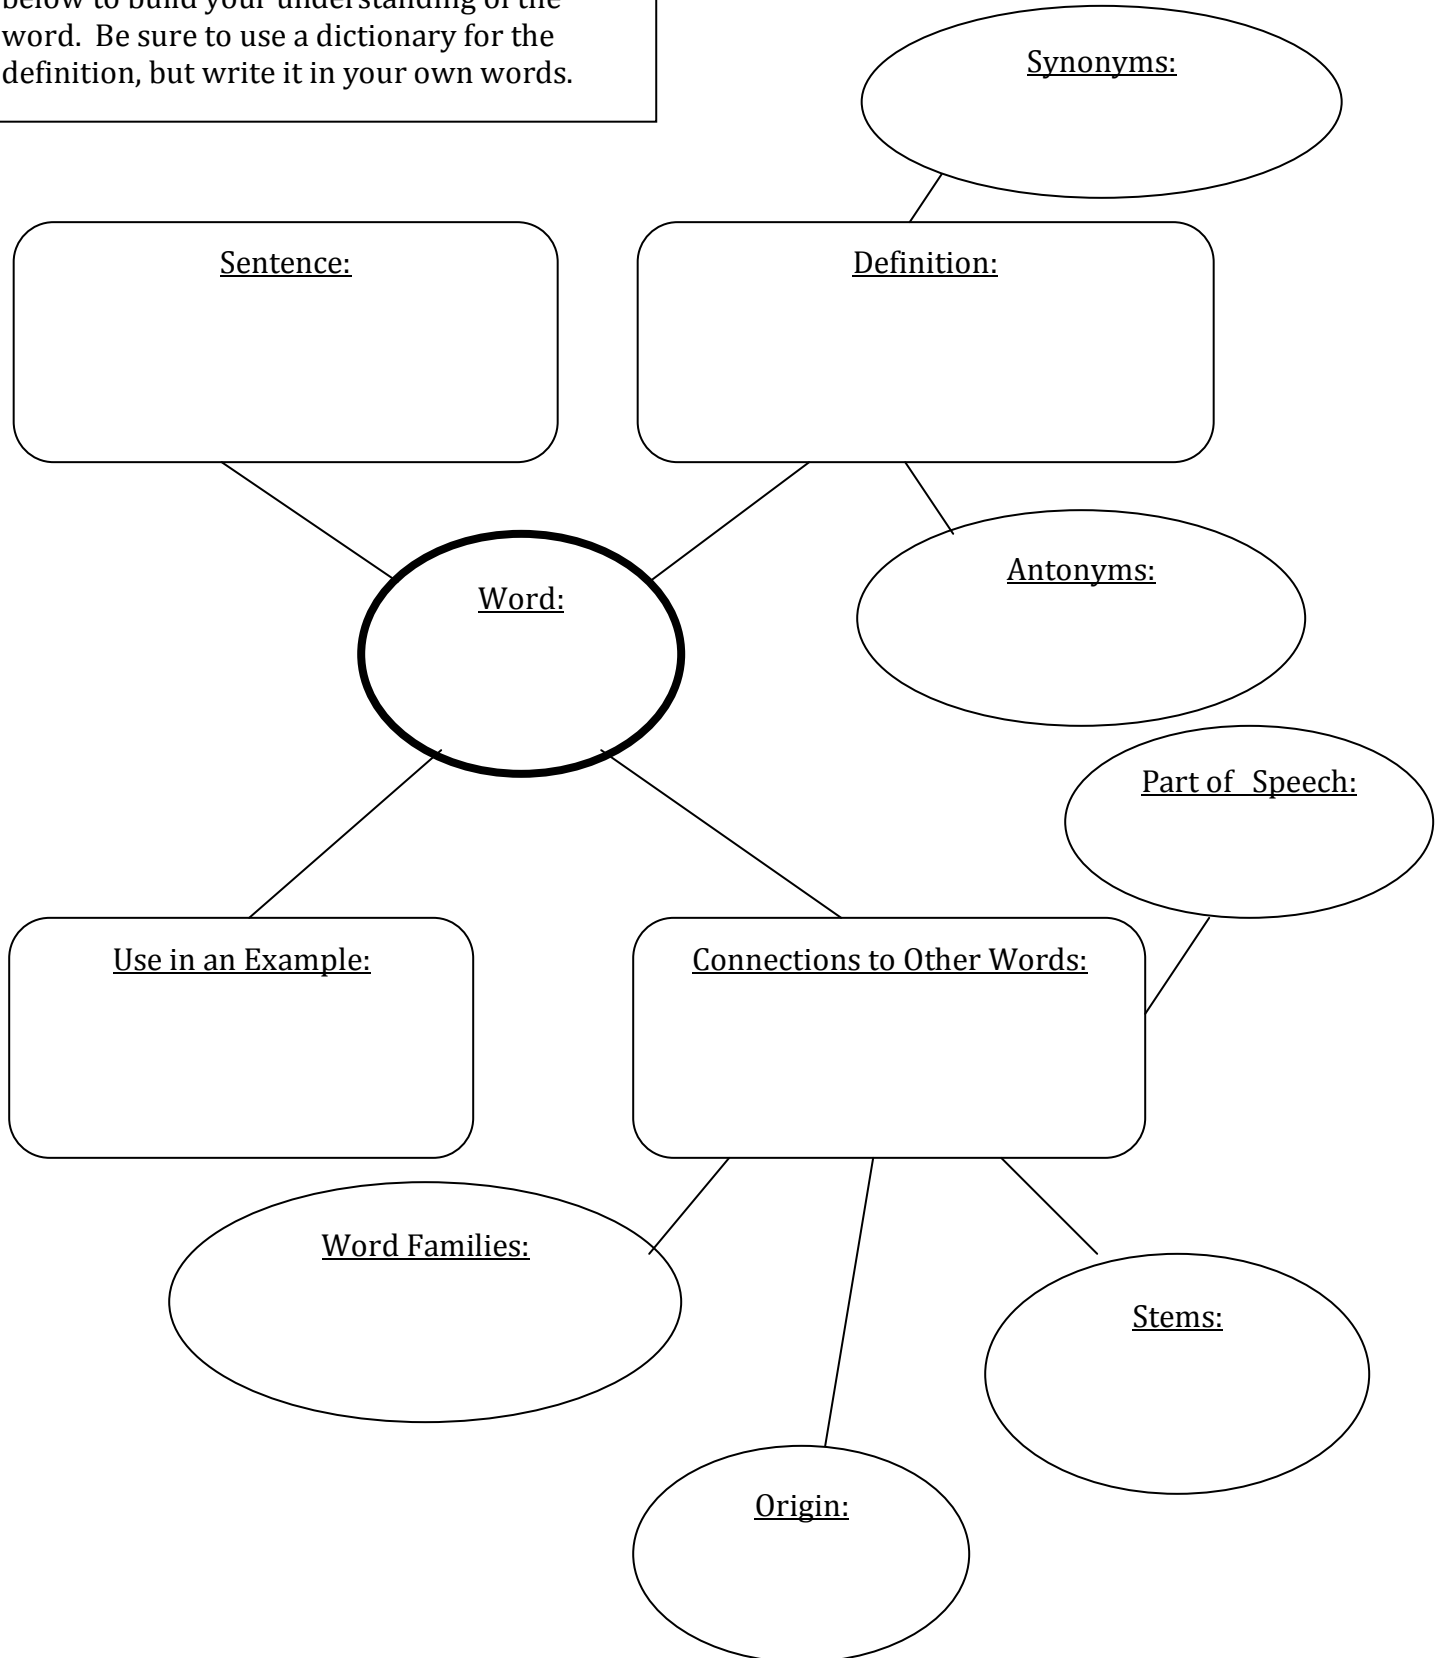 below to build your understanding of the
word.  Be sure to use a dictionary for the
definition, but write it in your own words.
Synonyms:
Sentence:
Definition:
Word:
Antonyms:
Part of  Speech:
Use in an Example:
Connections to Other Words:
Word Families:
Stems:
Origin: